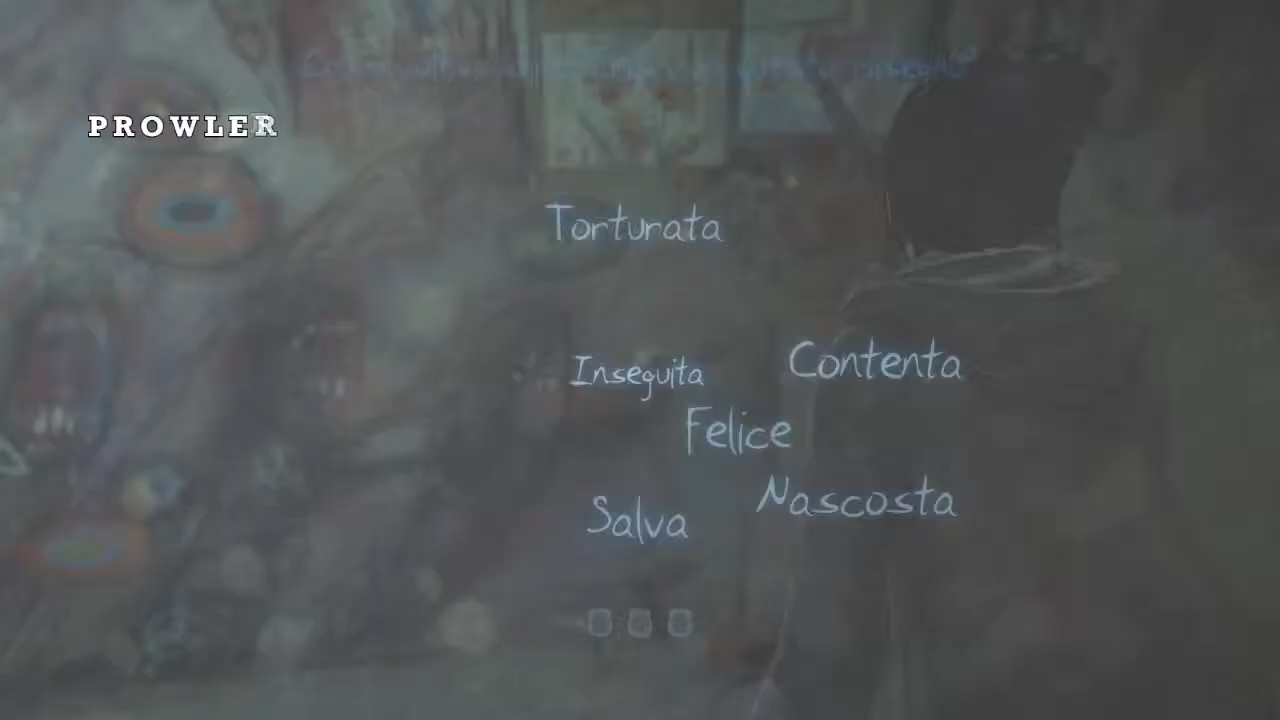 PROWLER
Torturata
Inseguita
Contenta
Felice
Nascosta
Salva